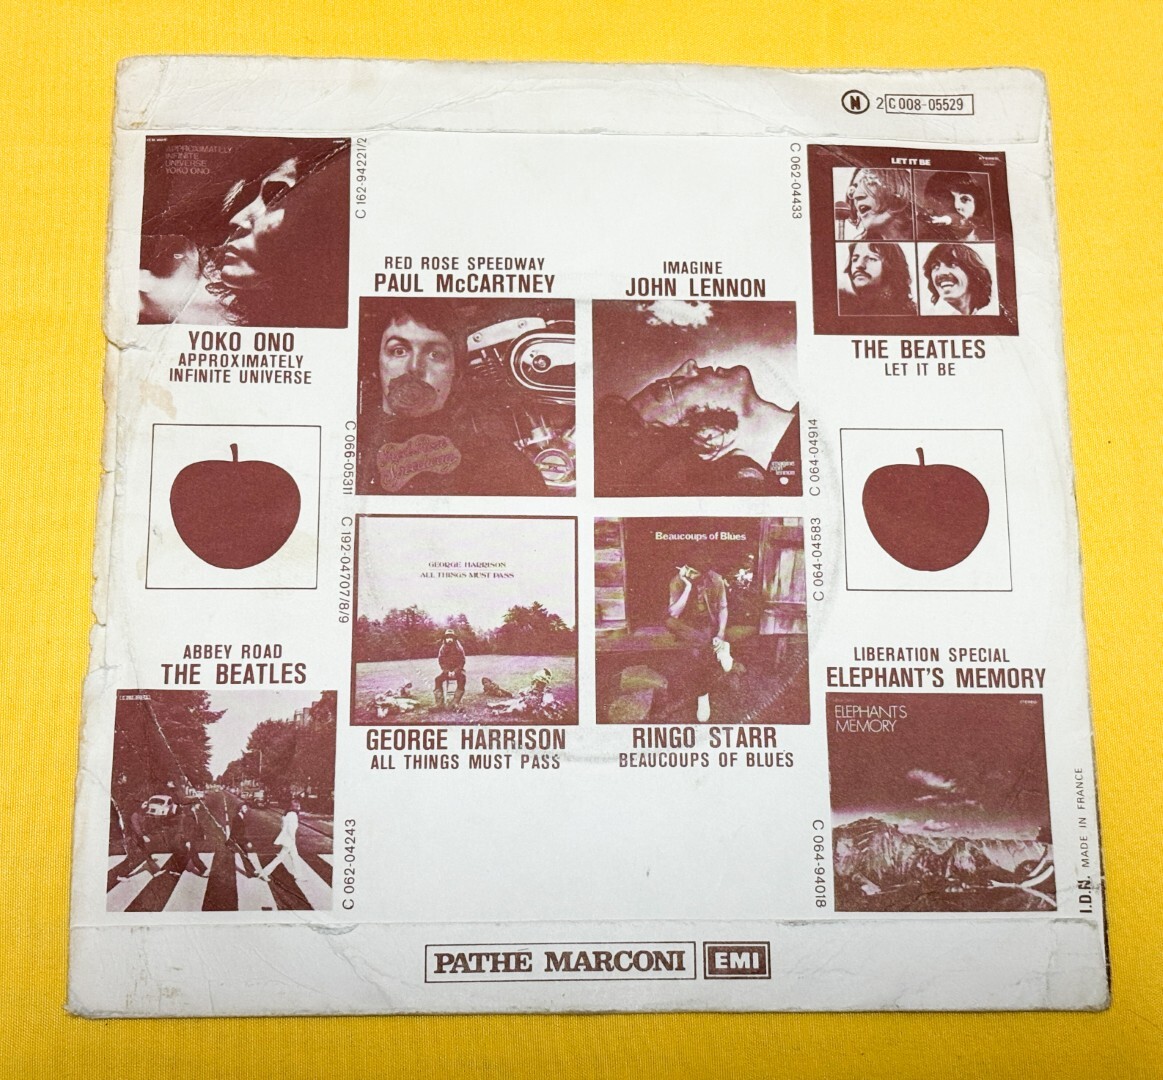 N 2 C 008-05529
APPROXIMATELY
INFINITE
UNIVERSE
YOKO ONO
C 162-94221/2
YOKO ONO
APPROXIMATELY
INFINITE UNIVERSE
RED ROSE SPEEDWAY
PAUL McCARTNEY
C 066-05311
IMAGINE
JOHN LENNON
C 064-04914
C 062-04433
LET IT BE
THE BEATLES
LET IT BE
GEORGE HARRISON
ALL THINGS MUST PASS
C 192-04707/8/9
GEORGE HARRISON
ALL THINGS MUST PASS
Beaucoups of Blues
C 064-04583
RINGO STARR
BEAUCOUPS OF BLUES
ABBEY ROAD
THE BEATLES
C 062-04243
LIBERATION SPECIAL
ELEPHANT'S MEMORY
ELEPHANTS
MEMORY
C 064-94018
I.D.N. MADE IN FRANCE
PATHE MARCONI EMI